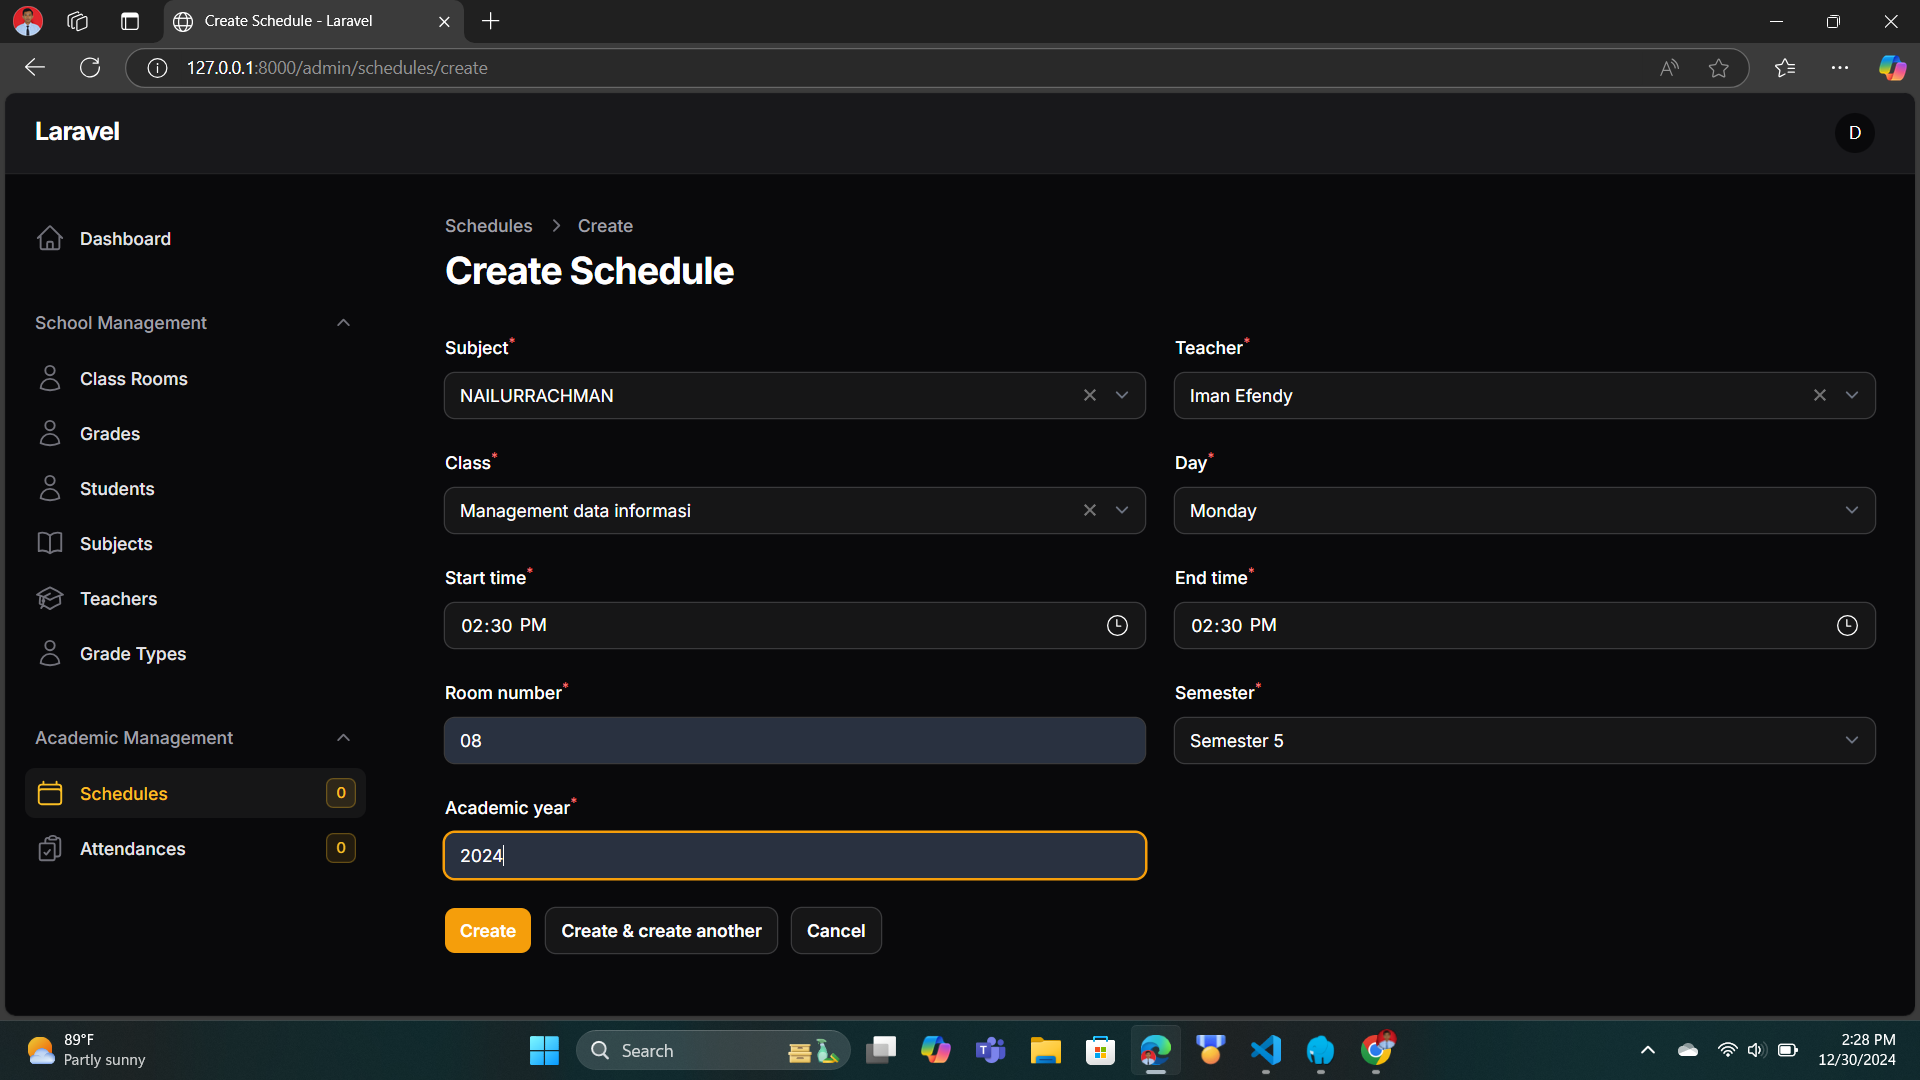 Create Schedule - Laravel
127.0.0.1:8000/admin/schedules/create
Laravel
D
Dashboard
School Management
Class Rooms
Grades
Students
Subjects
Teachers
Grade Types
Academic Management
Schedules 0
Attendances 0
Schedules > Create
Create Schedule
Subject* Teacher*
NAILURRACHMAN Iman Efendy
Class* Day*
Management data informasi Monday
Start time* End time*
02:30 PM 02:30 PM
Room number* Semester*
08 Semester 5
Academic year*
2024
Create Create & create another Cancel
89°F
Partly sunny
Search
2:28 PM
12/30/2024